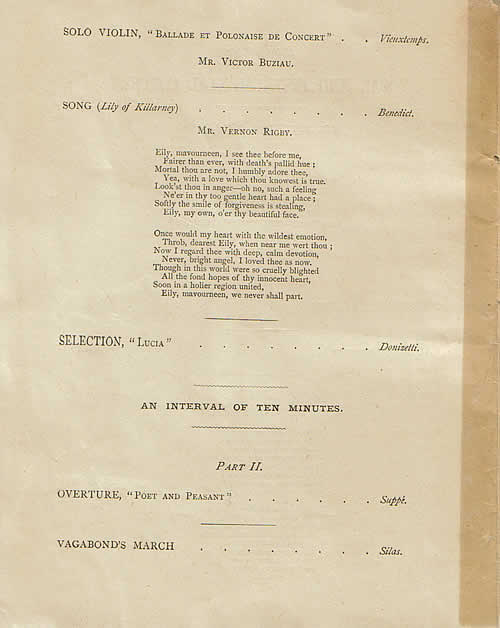 SOLO VIOLIN, "Ballade et Polonaise de Concert" . . Vieuxtemps.
Mr. Victor Buziau.
SONG (Lily of Killarney) . . . . . . . Benedict.
Mr. Vernon Rigby.
Eily, mavourneen, I see thee before me,
Fairer than ever, with death's pallid hue ;
Mortal thou are not, I humbly adore thee,
Yea, with a love which thou knowest is true.
Look'st thou in anger—oh no, such a feeling
Ne'er in thy too gentle heart had a place ;
Softly the smile of forgiveness is stealing,
Eily, my own, o'er thy beautiful face.
Once would my heart with the wildest emotion,
Throb, dearest Eily, when near me wert thou ;
Now I regard thee with deep, calm devotion,
Never, bright angel, I loved thee as now.
Though in this world were so cruelly blighted
All the fond hopes of thy innocent heart,
Soon in a holier region united,
Eily, mavourneen, we never shall part.
SELECTION, "Lucia" . . . . . . . Donizetti.
AN INTERVAL OF TEN MINUTES.
Part II.
OVERTURE, "Poet and Peasant" . . . . . . Suppé.
VAGABOND'S MARCH . . . . . . . Silas.